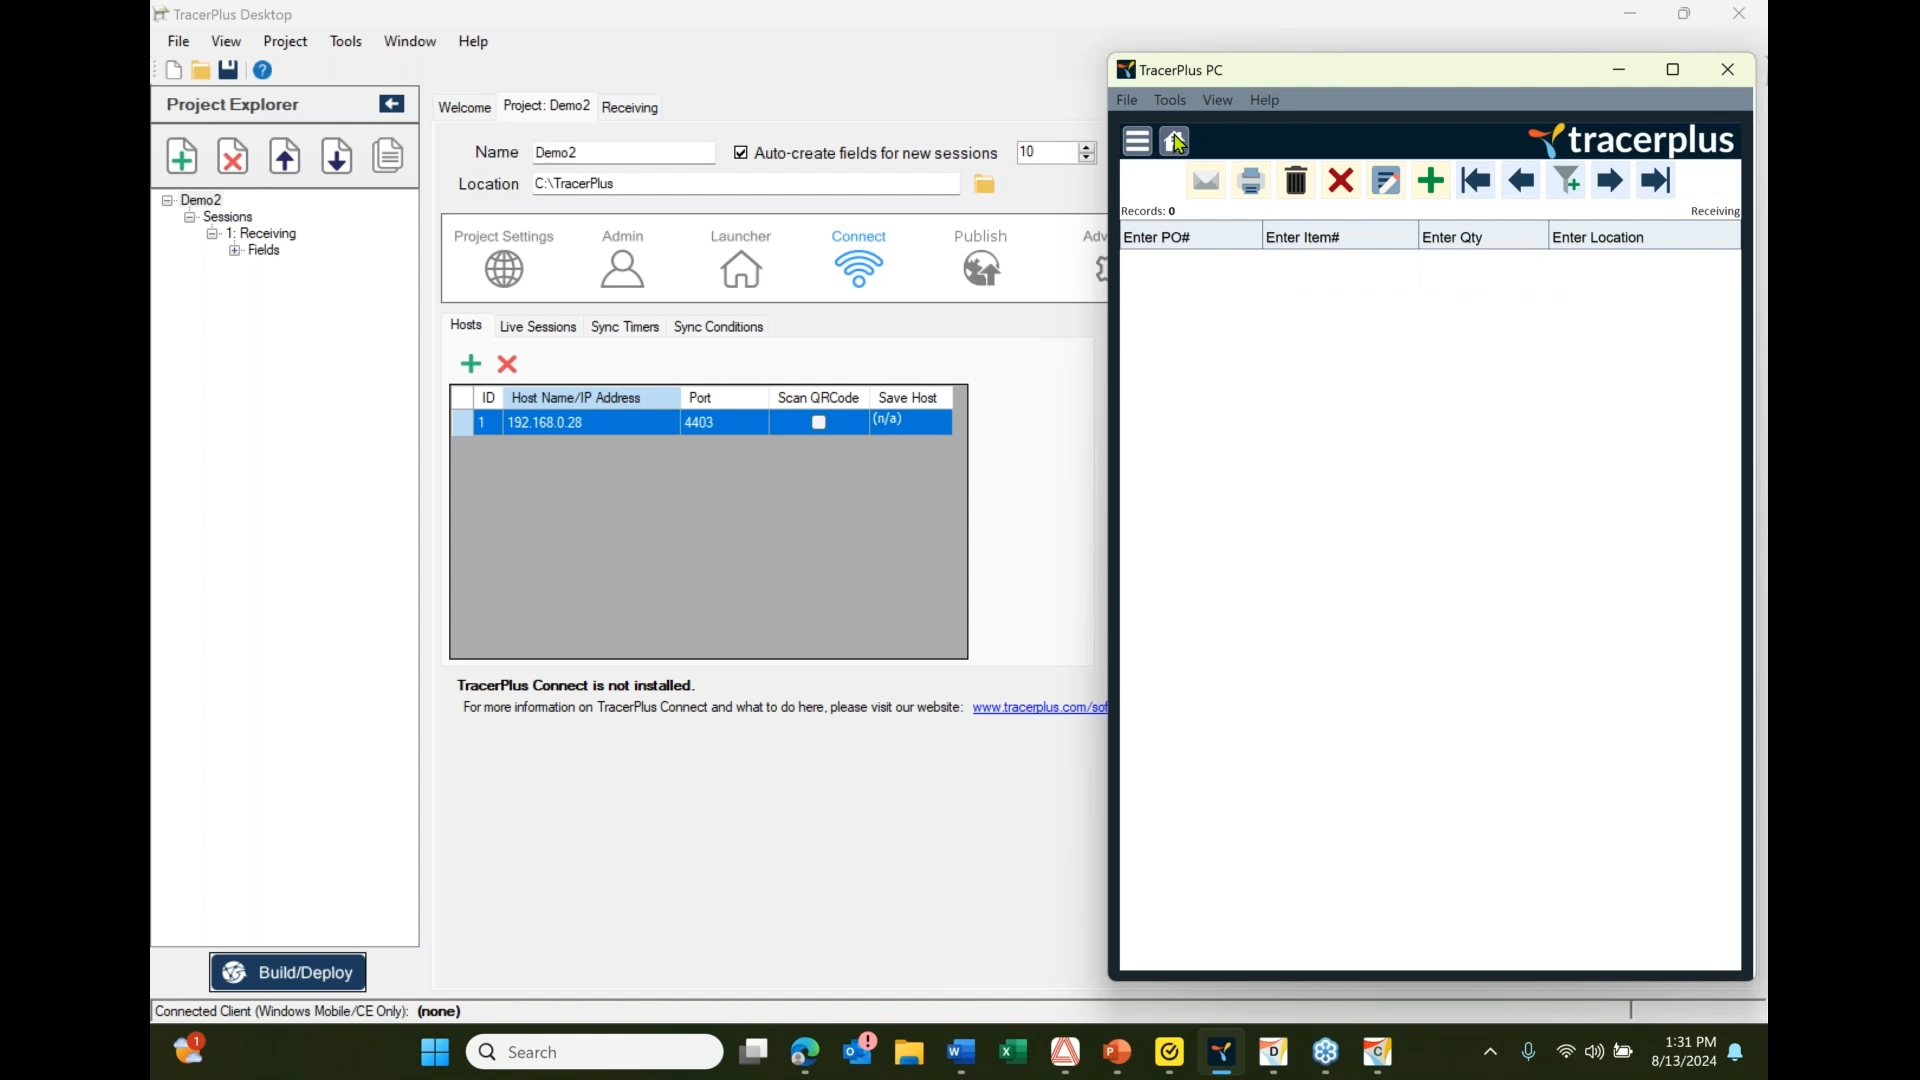 TracerPlus Desktop
File View Project Tools Window Help
?
Project Explorer
Demo2
Sessions
1: Receiving
Fields
Build/Deploy
Welcome Project: Demo2 Receiving
Name Demo2 Auto-create fields for new sessions 10
Location C:\TracerPlus
Project Settings Admin Launcher Connect Publish Adv
Hosts Live Sessions Sync Timers Sync Conditions
ID Host Name/IP Address Port Scan QRCode Save Host
1 192.168.0.28 4403 (n/a)
TracerPlus Connect is not installed.
For more information on TracerPlus Connect and what to do here, please visit our website: www.tracerplus.com/sof
TracerPlus PC
File Tools View Help
tracerplus
Records: 0 Receiving
Enter PO# Enter Item# Enter Qty Enter Location
Connected Client (Windows Mobile/CE Only): (none)
1
Search
1:31 PM
8/13/2024